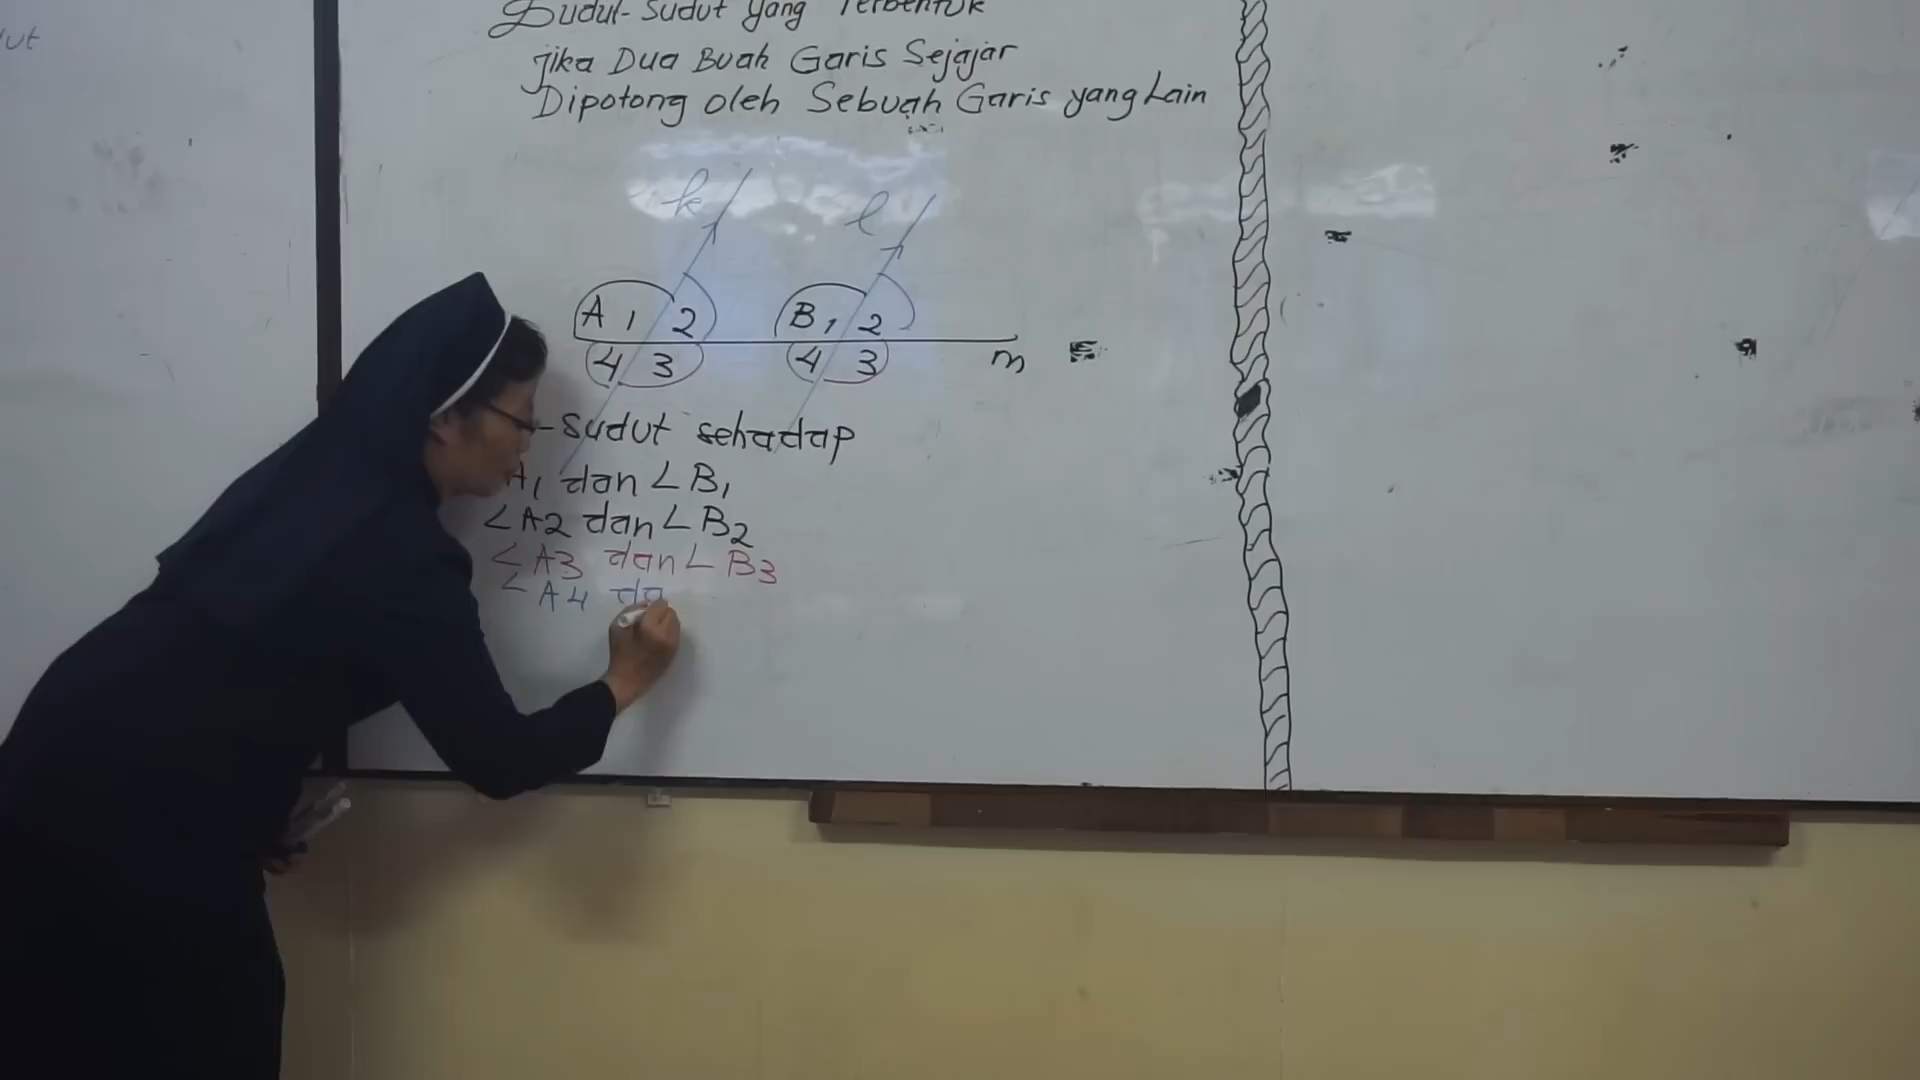 ut
Sudut-Sudut yang Terbentuk
Jika Dua Buah Garis Sejajar
Dipotong oleh Sebuah Garis yang Lain
k l
A 1 2 B 1 2
4 3 4 3 m
-sudut sehadap
A1 dan ∠ B1
∠ A2 dan ∠ B2
∠ A3 dan ∠ B3
∠ A4 da